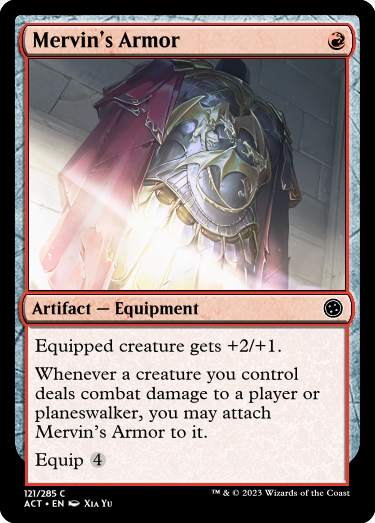 Mervin's Armor
Artifact — Equipment
Equipped creature gets +2/+1.
Whenever a creature you control
deals combat damage to a player or
planeswalker, you may attach
Mervin's Armor to it.
Equip 4
121/285 C
ACT • EN Xia Yu
™ & © 2023 Wizards of the Coast